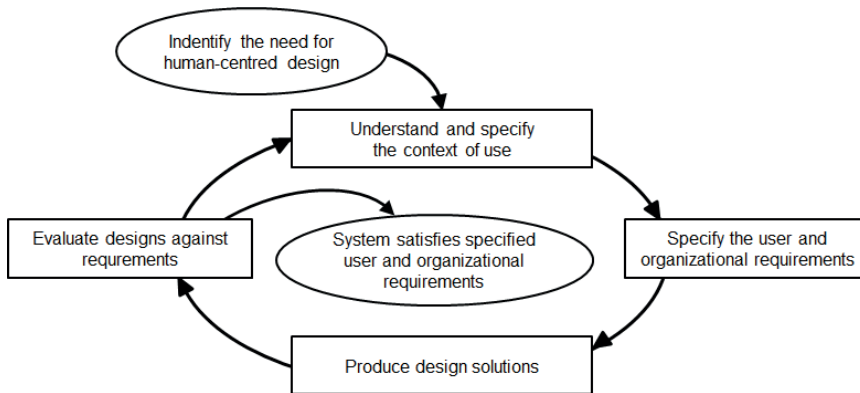 Indentify the need for
human-centred design
Understand and specify
the context of use
Evaluate designs against
requrements
System satisfies specified
user and organizational
requirements
Specify the user and
organizational requirements
Produce design solutions